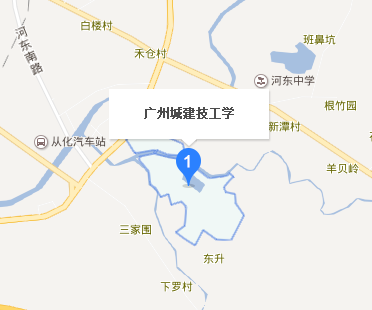 白楼村
班鼻坑
河东南路
禾仓村
河东中学
根竹园
广州城建技工学
新潭村
从化汽车站
羊贝岭
1
三家围
东升
下罗村